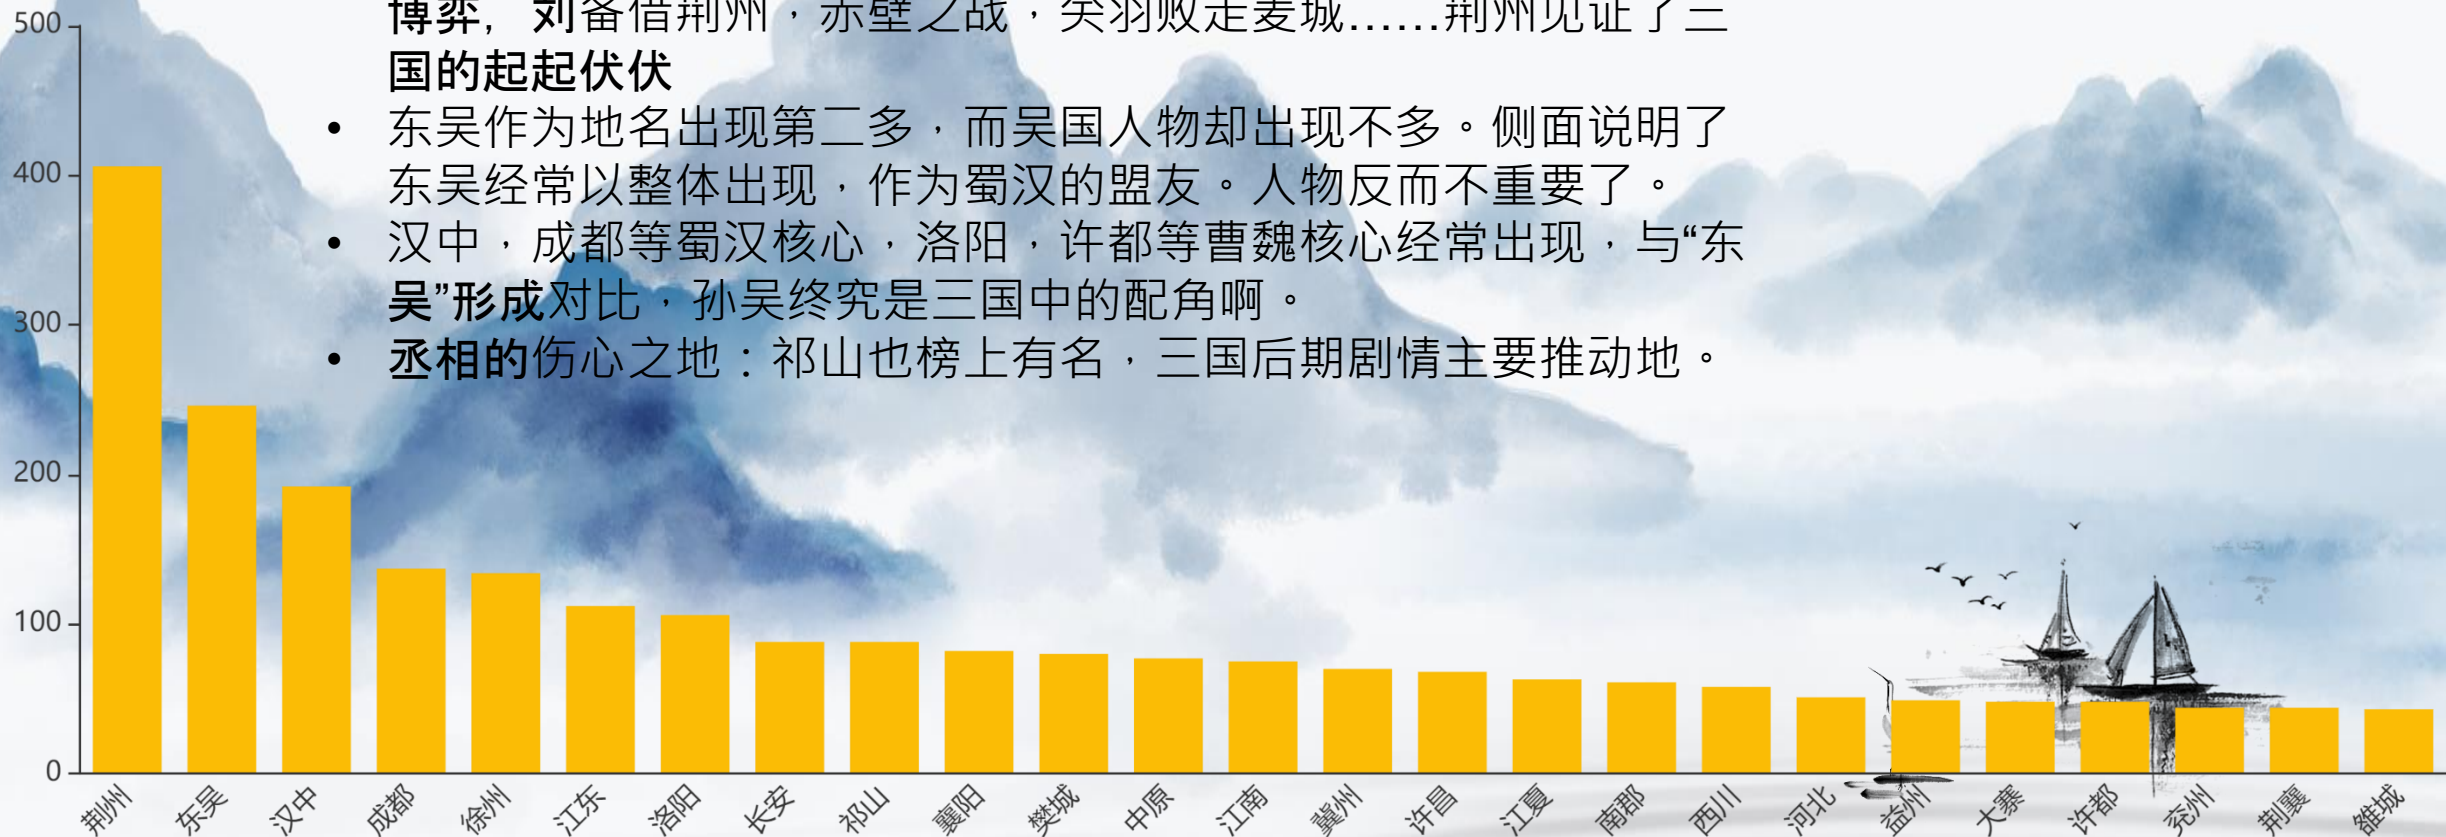 博弈，刘备借荆州，赤壁之战，关羽败走麦城……荆州见证了三
国的起起伏伏
• 东吴作为地名出现第二多，而吴国人物却出现不多。侧面说明了
东吴经常以整体出现，作为蜀汉的盟友。人物反而不重要了。
• 汉中，成都等蜀汉核心，洛阳，许都等曹魏核心经常出现，与“东
吴”形成对比，孙吴终究是三国中的配角啊。
• 丞相的伤心之地：祁山也榜上有名，三国后期剧情主要推动地。
500
400
300
200
100
0
荆州 东吴 汉中 成都 徐州 江东 洛阳 长安 祁山 襄阳 樊城 中原 江南 冀州 许昌 江夏 南郡 西川 河北 益州 大寨 许都 兖州 荆襄 雒城